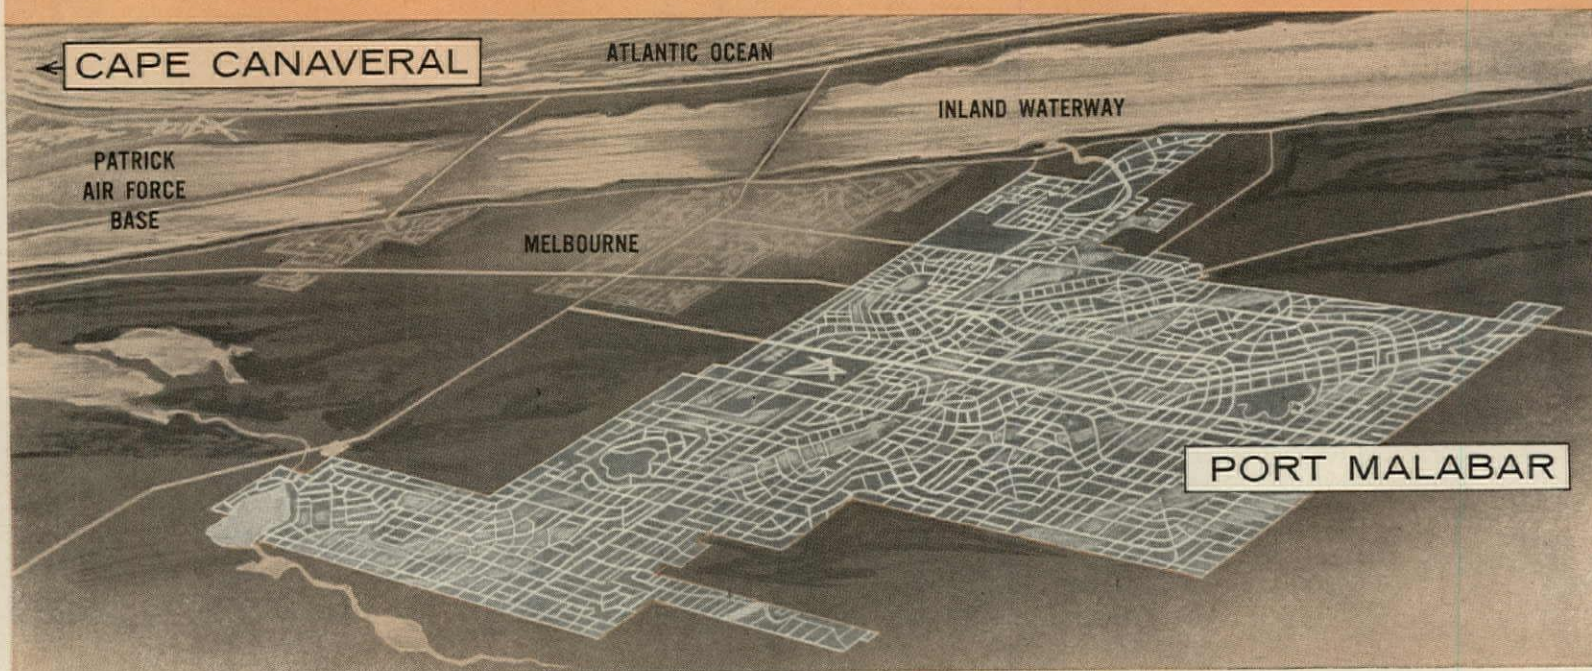 CAPE CANAVERAL
ATLANTIC OCEAN
INLAND WATERWAY
PATRICK
AIR FORCE
BASE
MELBOURNE
PORT MALABAR